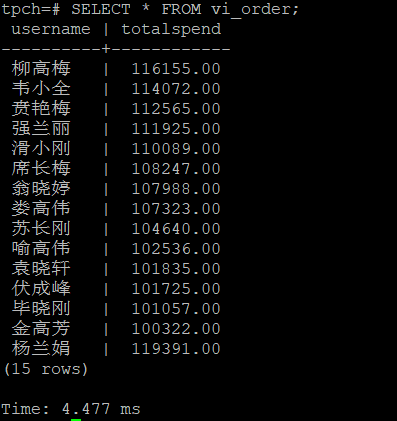 tpch=# SELECT * FROM vi_order;
 username | totalspend
----------+------------
 柳高梅   |  116155.00
 韦小全   |  114072.00
 贲艳梅   |  112565.00
 强兰丽   |  111925.00
 滑小刚   |  110089.00
 席长梅   |  108247.00
 翁晓婷   |  107988.00
 娄高伟   |  107323.00
 苏长刚   |  104640.00
 喻高伟   |  102536.00
 袁晓轩   |  101835.00
 伏成峰   |  101725.00
 毕晓刚   |  101057.00
 金高芳   |  100322.00
 杨兰娟   |  119391.00
(15 rows)
Time: 4.477 ms